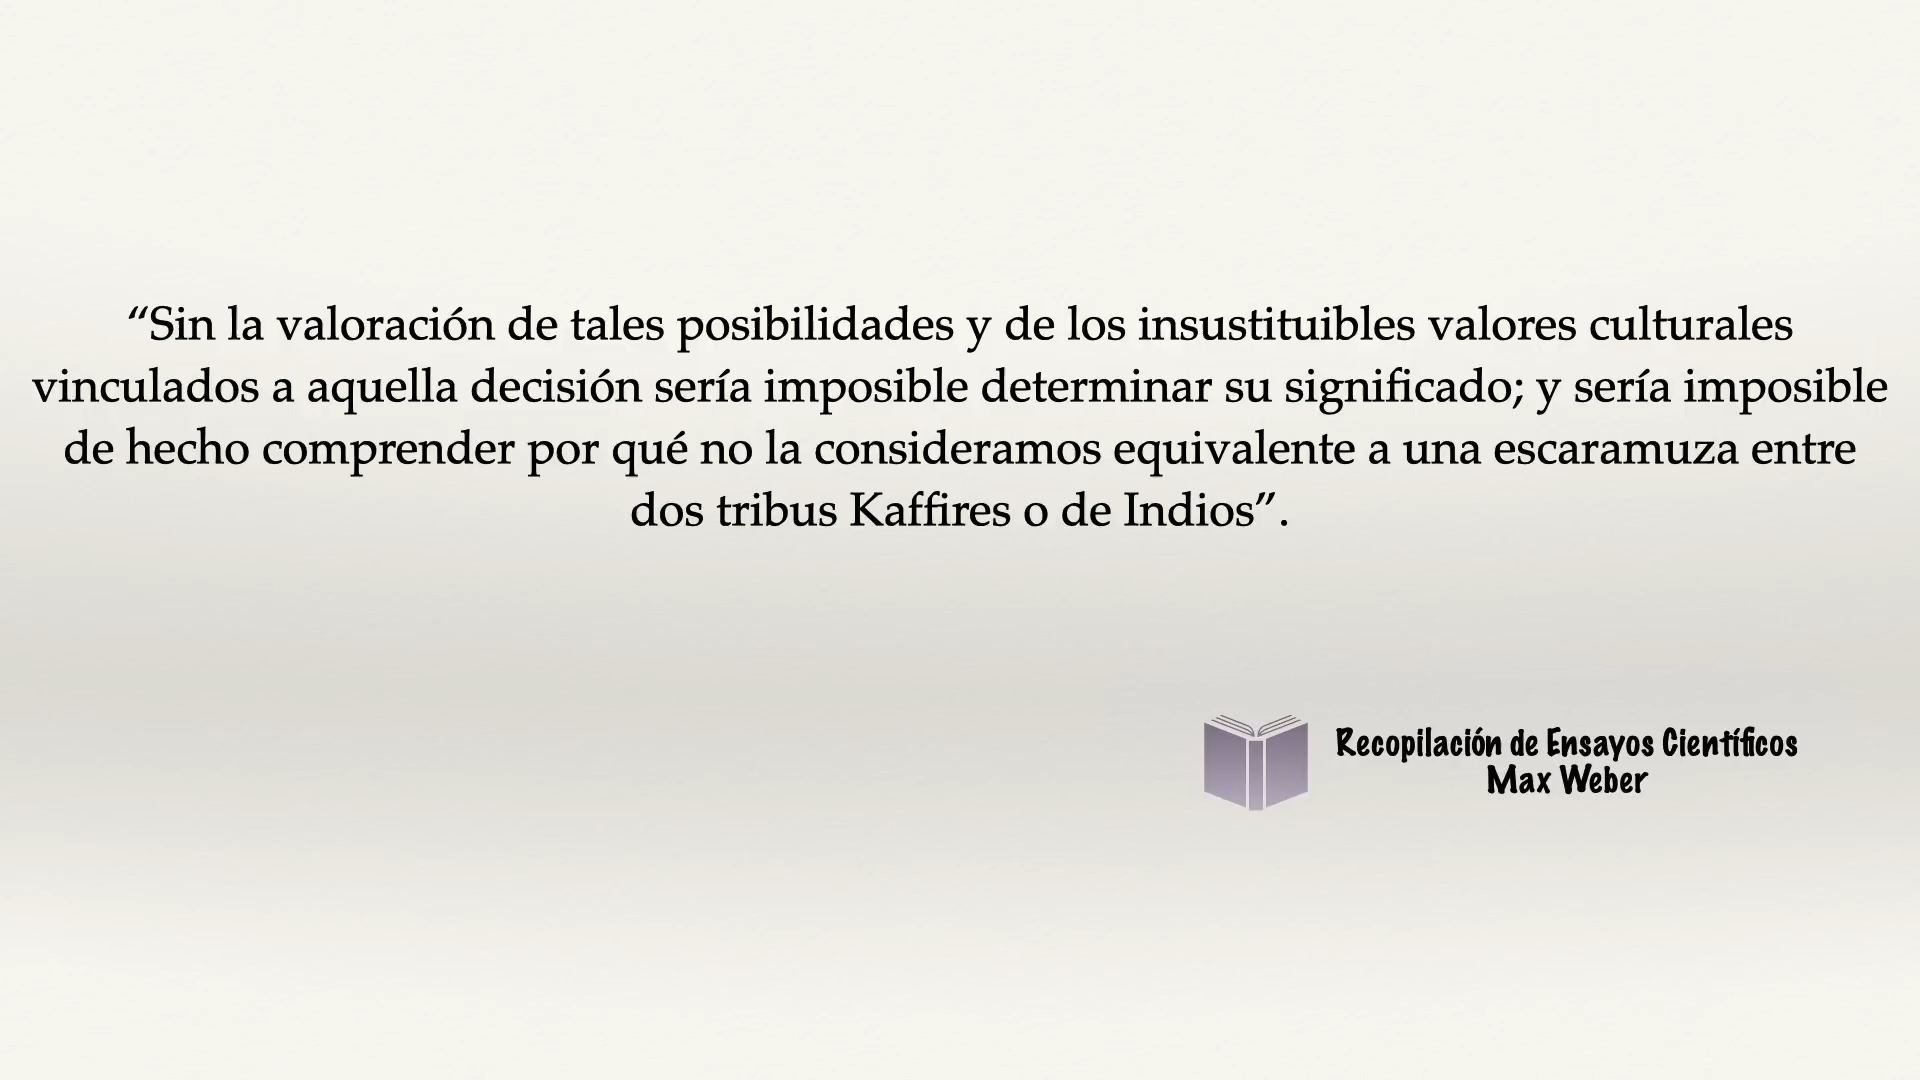 “Sin la valoración de tales posibilidades y de los insustituibles valores culturales
vinculados a aquella decisión sería imposible determinar su significado; y sería imposible
de hecho comprender por qué no la consideramos equivalente a una escaramuza entre
dos tribus Kaffires o de Indios”.
Recopilación de Ensayos Científicos
Max Weber